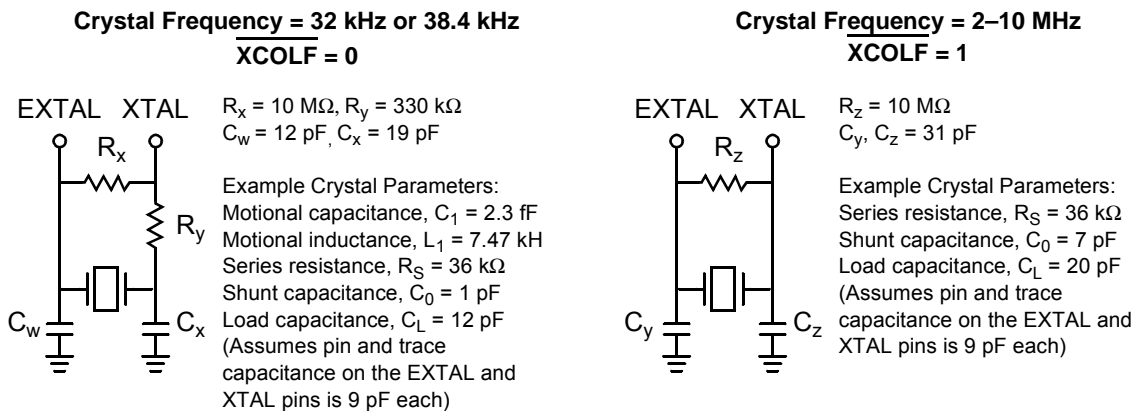 Crystal Frequency = 32 kHz or 38.4 kHz
XCOLF = 0
EXTAL XTAL
Rx = 10 MΩ, Ry = 330 kΩ
Cw = 12 pF, Cx = 19 pF
Rx
Ry
Cw
Cx
Example Crystal Parameters:
Motional capacitance, C1 = 2.3 fF
Motional inductance, L1 = 7.47 kH
Series resistance, RS = 36 kΩ
Shunt capacitance, C0 = 1 pF
Load capacitance, CL = 12 pF
(Assumes pin and trace
capacitance on the EXTAL and
XTAL pins is 9 pF each)
Crystal Frequency = 2–10 MHz
XCOLF = 1
EXTAL XTAL
Rz = 10 MΩ
Cy, Cz = 31 pF
Rz
Cy
Cz
Example Crystal Parameters:
Series resistance, RS = 36 kΩ
Shunt capacitance, C0 = 7 pF
Load capacitance, CL = 20 pF
(Assumes pin and trace
capacitance on the EXTAL and
XTAL pins is 9 pF each)